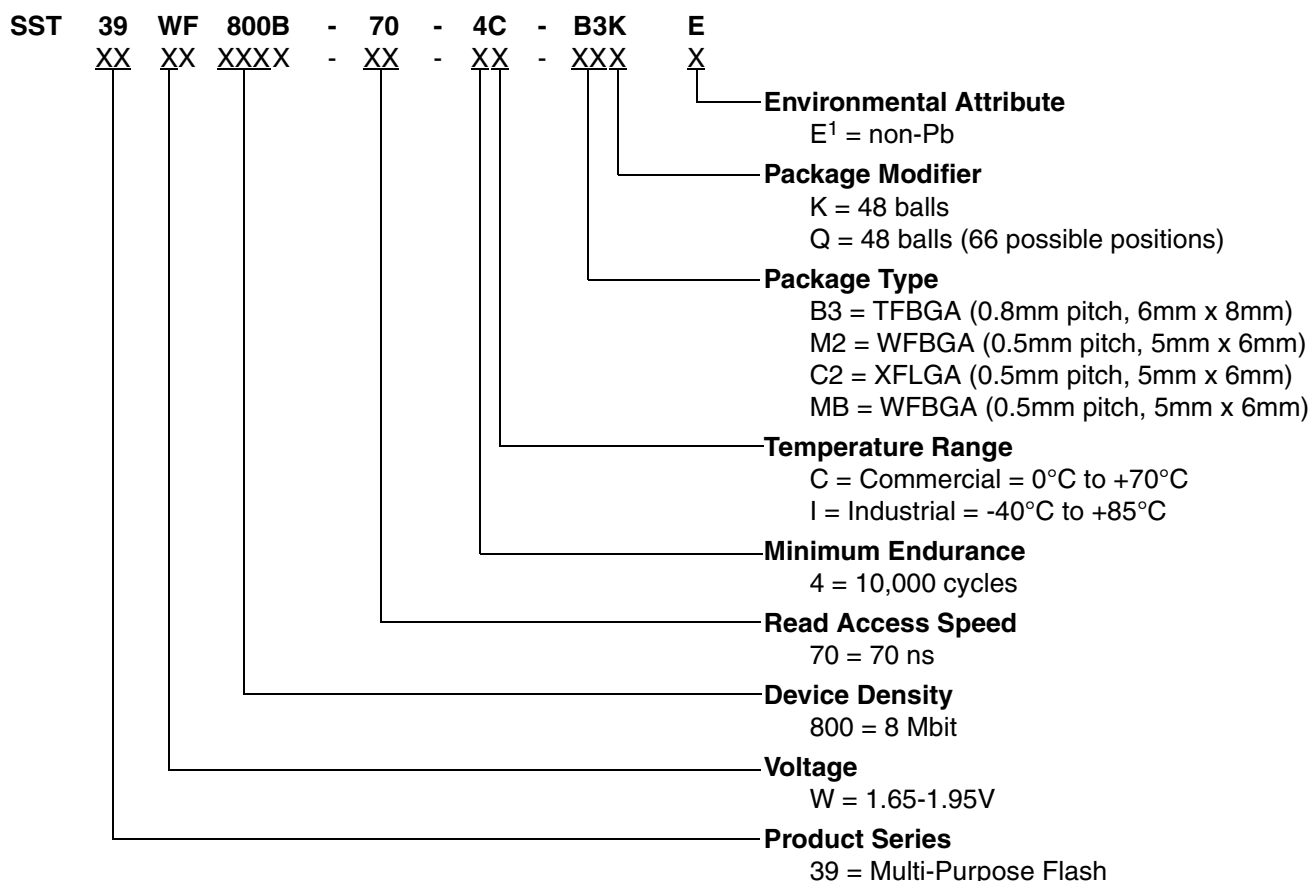 SST 39 WF 800B - 70 - 4C - B3K E
XX XX XXXX - XX - XX - XXX X
Environmental Attribute
E1 = non-Pb
Package Modifier
K = 48 balls
Q = 48 balls (66 possible positions)
Package Type
B3 = TFBGA (0.8mm pitch, 6mm x 8mm)
M2 = WFBGA (0.5mm pitch, 5mm x 6mm)
C2 = XFLGA (0.5mm pitch, 5mm x 6mm)
MB = WFBGA (0.5mm pitch, 5mm x 6mm)
Temperature Range
C = Commercial = 0°C to +70°C
I = Industrial = -40°C to +85°C
Minimum Endurance
4 = 10,000 cycles
Read Access Speed
70 = 70 ns
Device Density
800 = 8 Mbit
Voltage
W = 1.65-1.95V
Product Series
39 = Multi-Purpose Flash